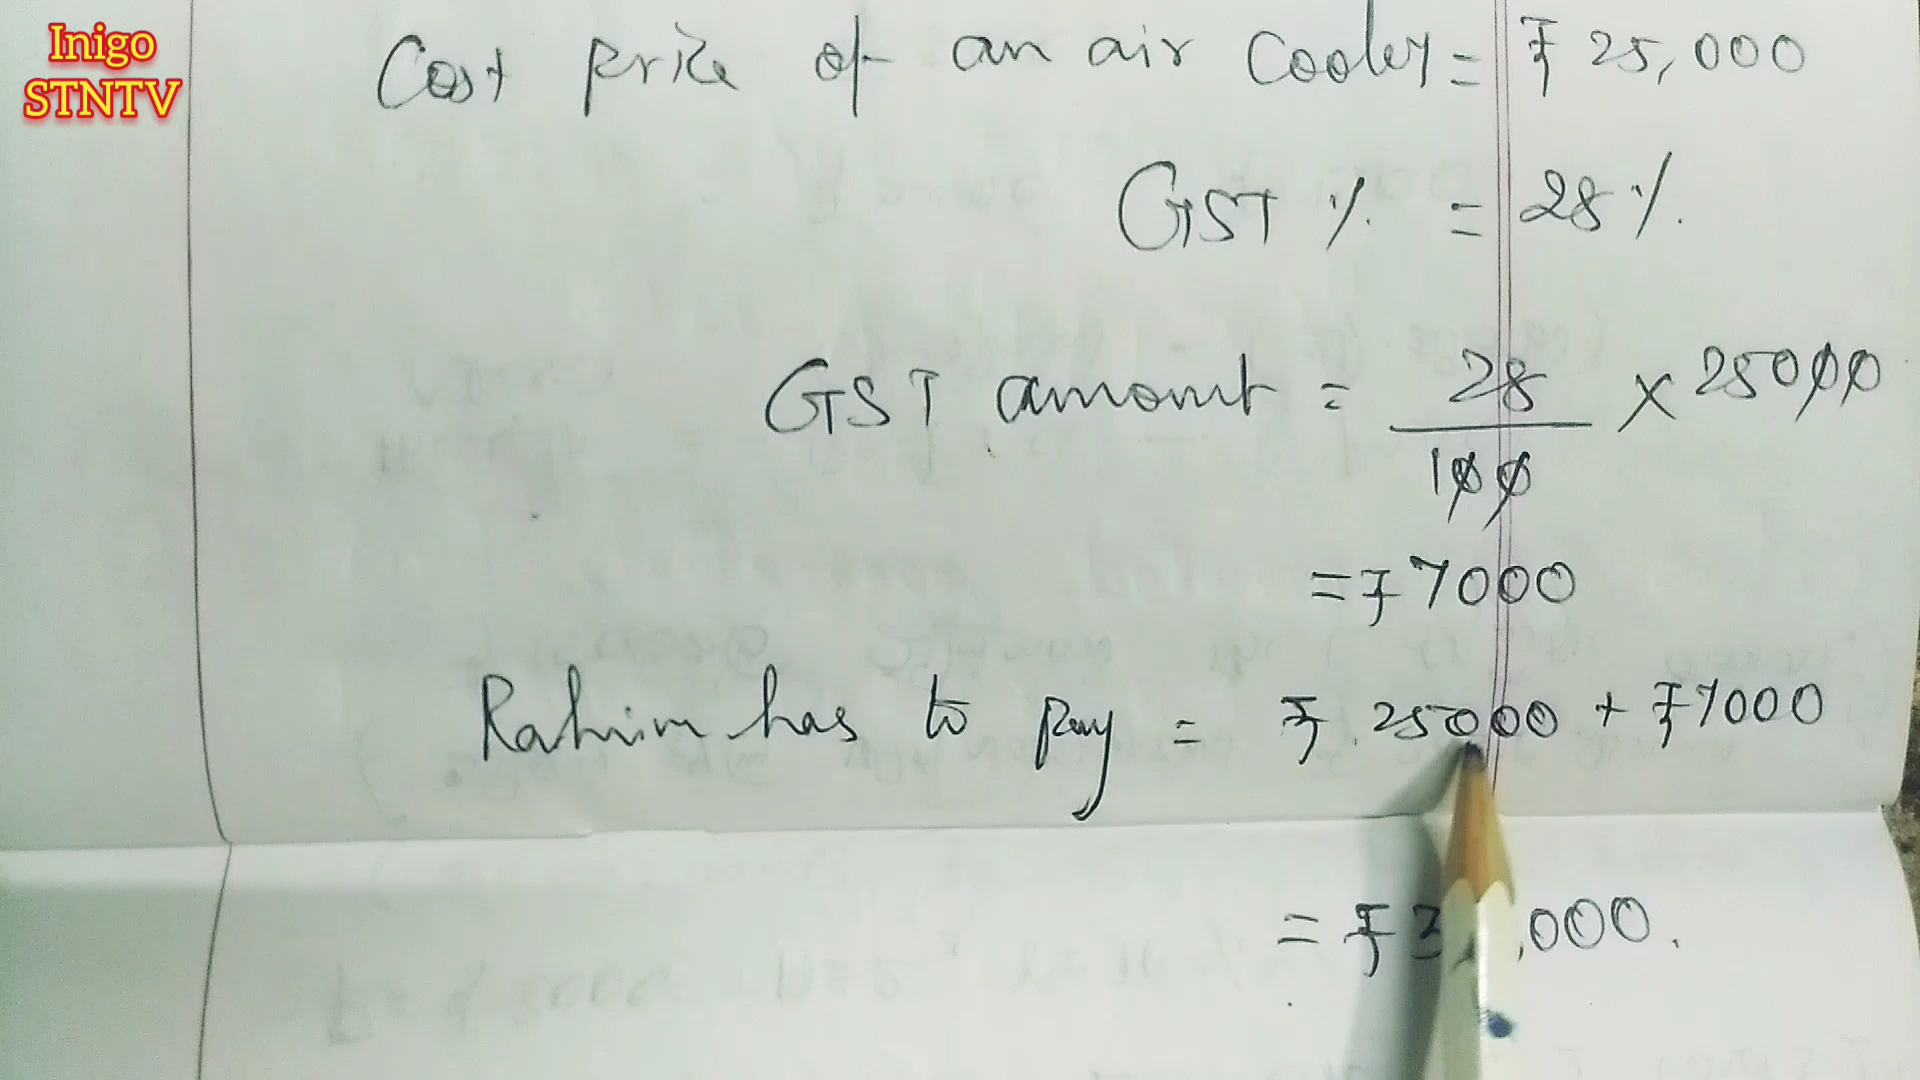 Inigo
STNTV
Cost price of an air cooler = ₹ 25,000
GST % = 28%
GST amount = 28/100 × 25000
= ₹ 7000
Rahim has to pay = ₹ 25000 + ₹ 7000
= ₹ 3 ,000.